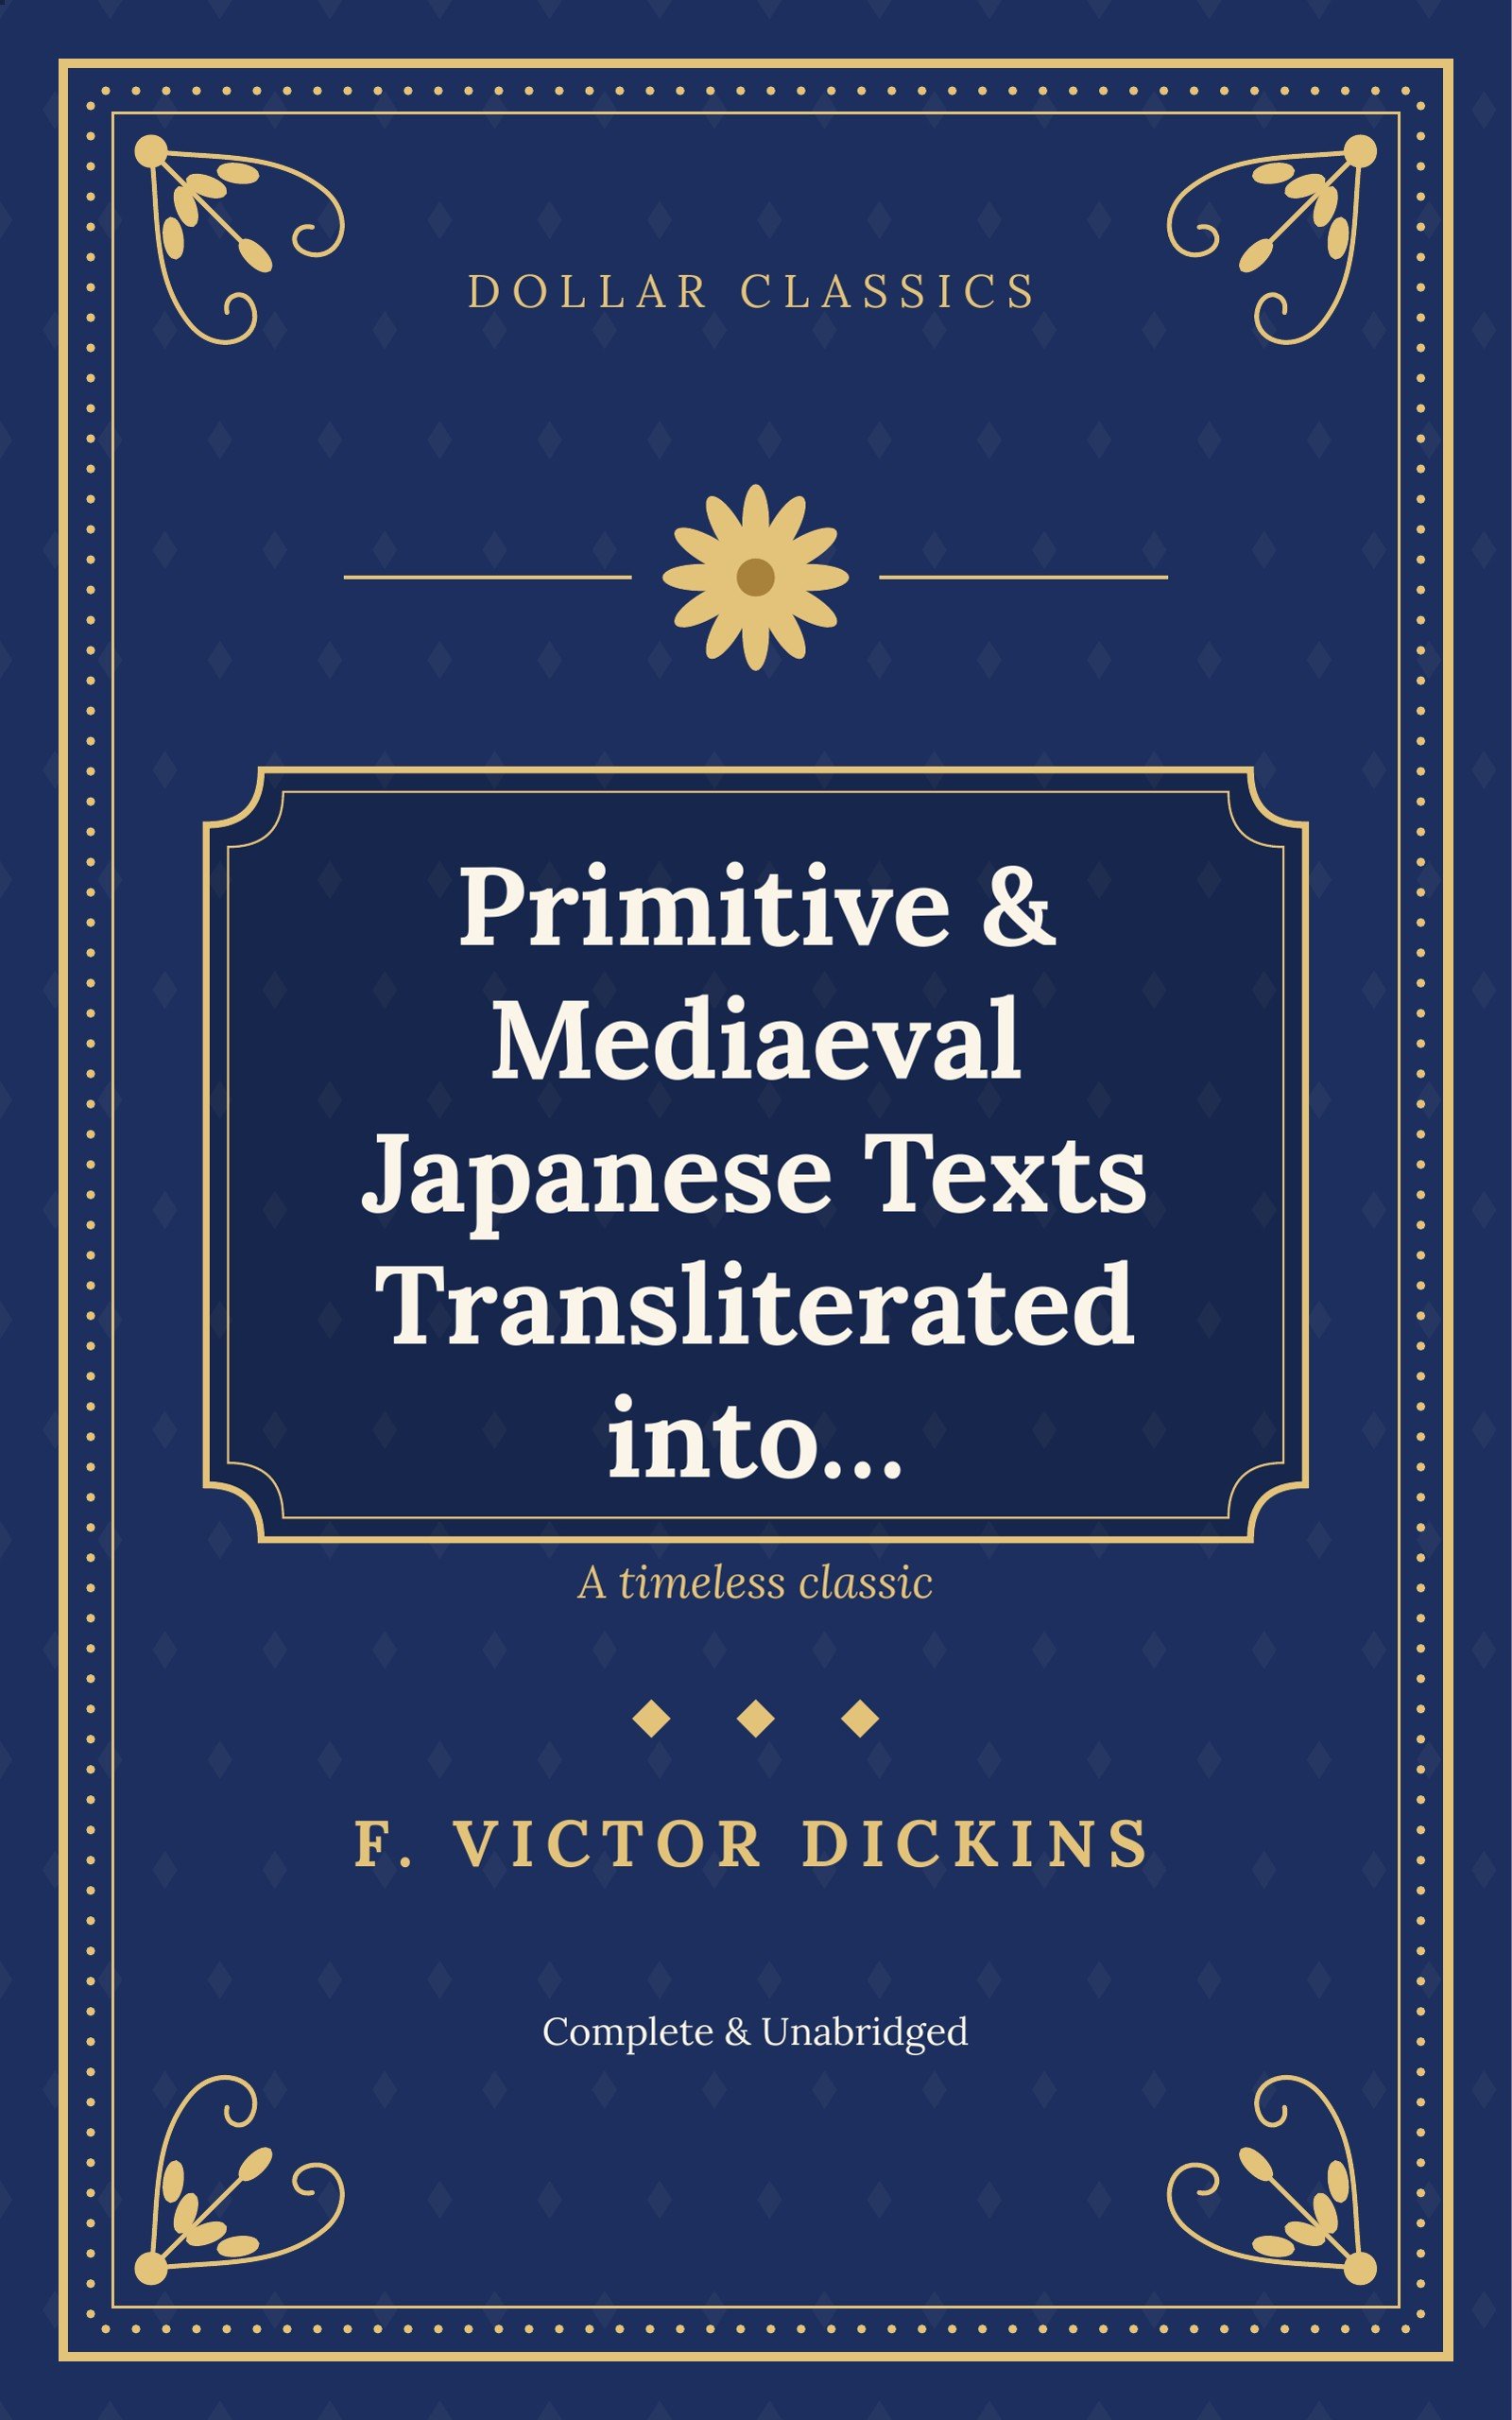 DOLLAR CLASSICS
Primitive &
Mediaeval
Japanese Texts
Transliterated
into...
A timeless classic
F. VICTOR DICKINS
Complete & Unabridged